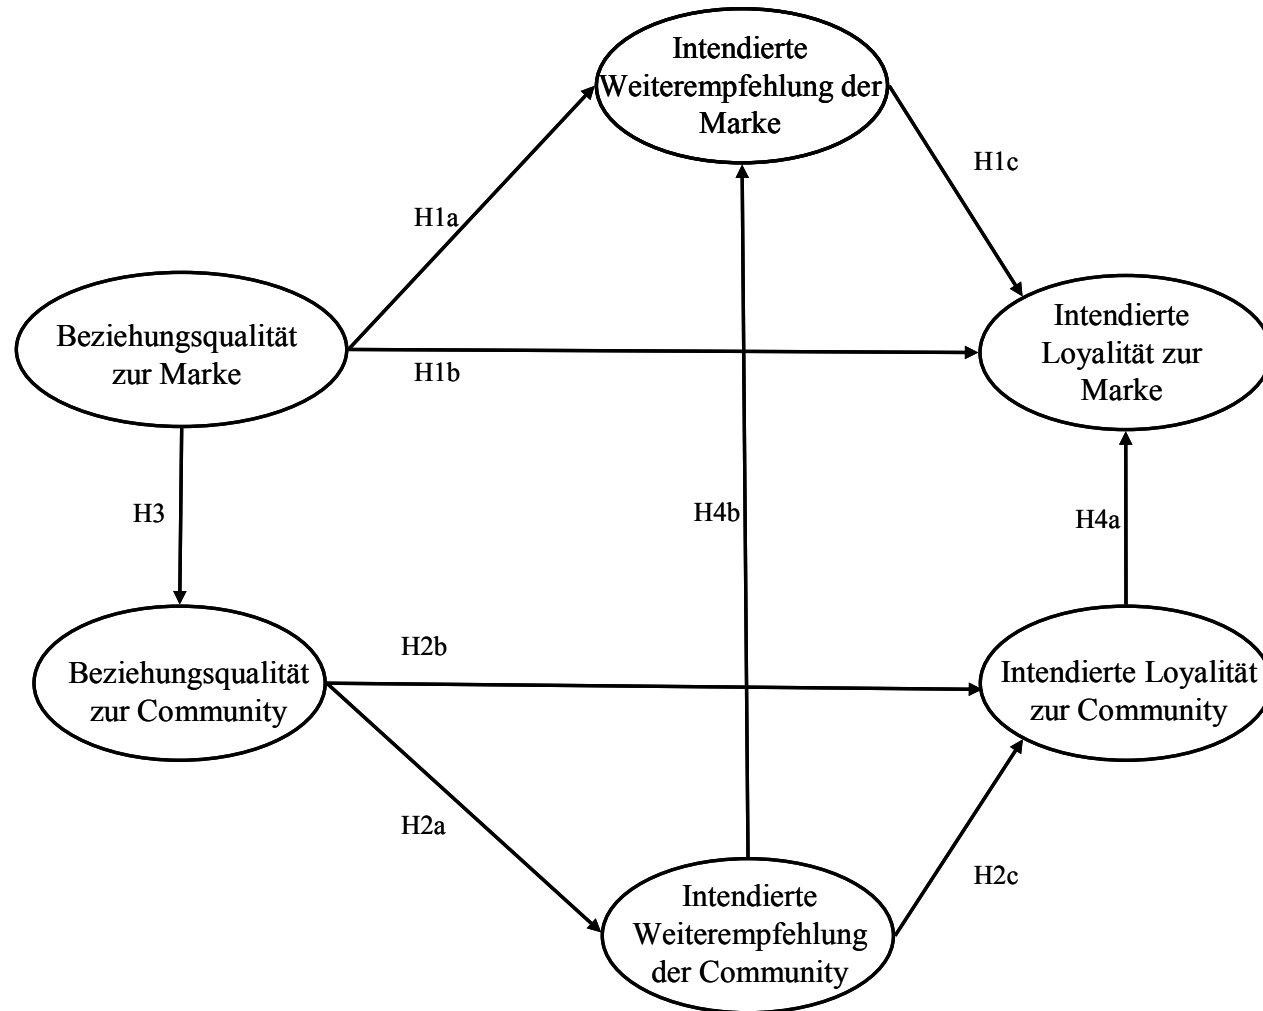 Intendierte
Weiterempfehlung der
Marke
H1c
H1a
Beziehungsqualität
zur Marke
H1b
Intendierte
Loyalität zur
Marke
H3
H4b
H4a
H2b
Beziehungsqualität
zur Community
Intendierte Loyalität
zur Community
H2a
H2c
Intendierte
Weiterempfehlung
der Community